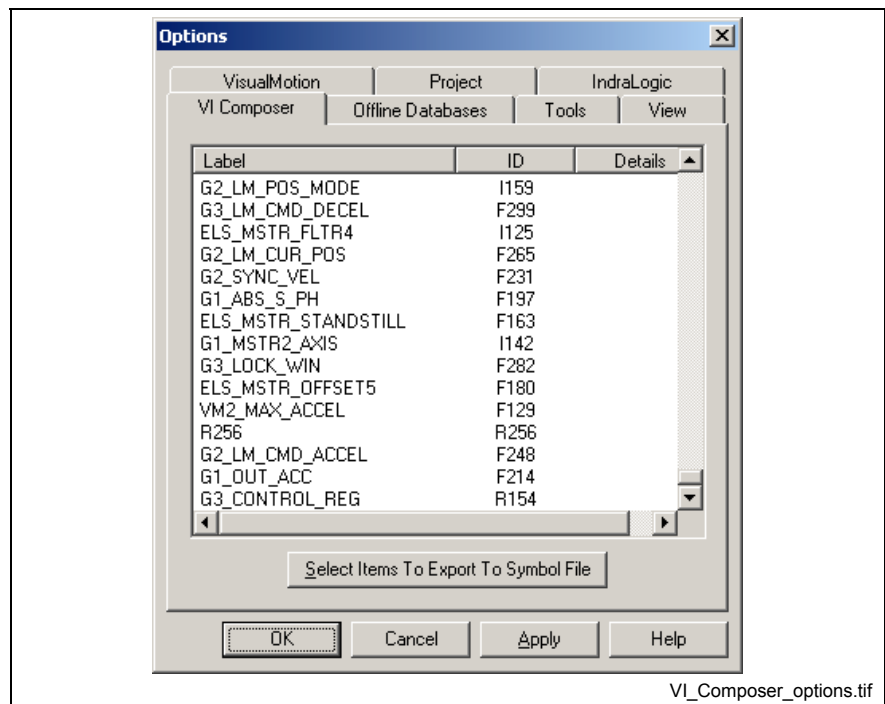 Options
VisualMotion Project IndraLogic
VI Composer Offline Databases Tools View
Label ID Details
G2_LM_POS_MODE I159
G3_LM_CMD_DECEL F299
ELS_MSTR_FLTR4 I125
G2_LM_CUR_POS F265
G2_SYNC_VEL F231
G1_ABS_S_PH F197
ELS_MSTR_STANDSTILL F163
G1_MSTR2_AXIS I142
G3_LOCK_WIN F282
ELS_MSTR_OFFSET5 F180
VM2_MAX_ACCEL F129
R256 R256
G2_LM_CMD_ACCEL F248
G1_OUT_ACC F214
G3_CONTROL_REG R154
Select Items To Export To Symbol File
OK Cancel Apply Help
VI_Composer_options.tif